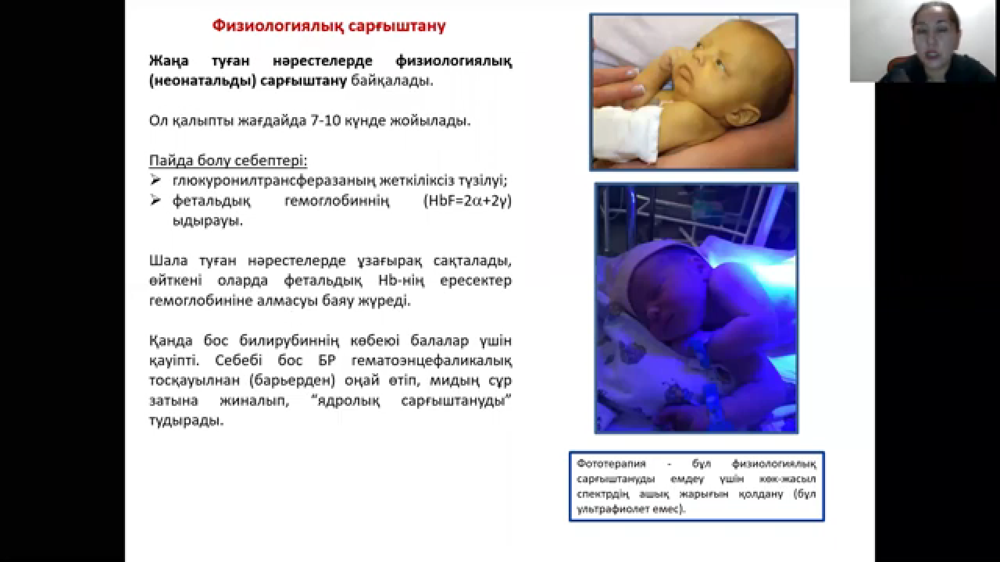 Физиологиялық сарғыштану
Жаңа туған нәрестелерде физиологиялық
(неонатальды) сарғыштану байқалады.
Ол қалыпты жағдайда 7-10 күнде жойылады.
Пайда болу себептері:
➢ глюкуронилтрансферазаның жеткіліксіз түзілуі;
➢ фетальдық гемоглобиннің (HbF=2α+2γ)
ыдырауы.
Шала туған нәрестелерде ұзағырақ сақталады,
өйткені оларда фетальдық Hb-нің ересектер
гемоглобиніне алмасуы баяу жүреді.
Қанда бос билирубиннің көбеюі балалар үшін
қауіпті. Себебі бос БР гематоэнцефаликалық
тосқауылнан (барьерден) оңай өтіп, мидың сұр
затына жиналып, “ядролық сарғыштануды”
тудырады.
Фототерапия - бұл физиологиялық
сарғыштануды емдеу үшін көк-жасыл
спектрдің ашық жарығын қолдану (бұл
ультрафиолет емес).